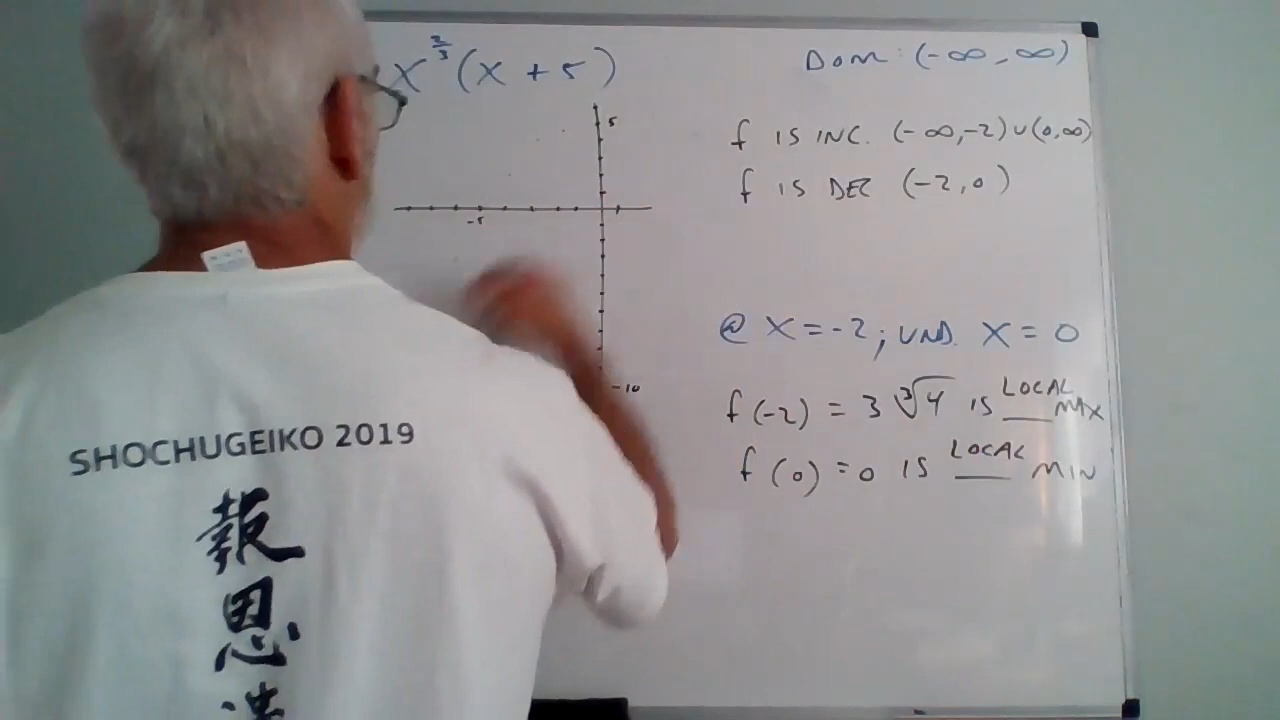 x^(2/3) (x + 5)
DOM: (-∞, ∞)
5
f IS INC. (-∞,-2)∪(0,∞)
f IS DEC (-2,0)
-5
@ X=-2; UND. X=0
-10
f(-2) = 3∛4 IS LOCAL MAX
f(0)=0 IS LOCAL MIN
SHOCHUGEIKO 2019
報
恩